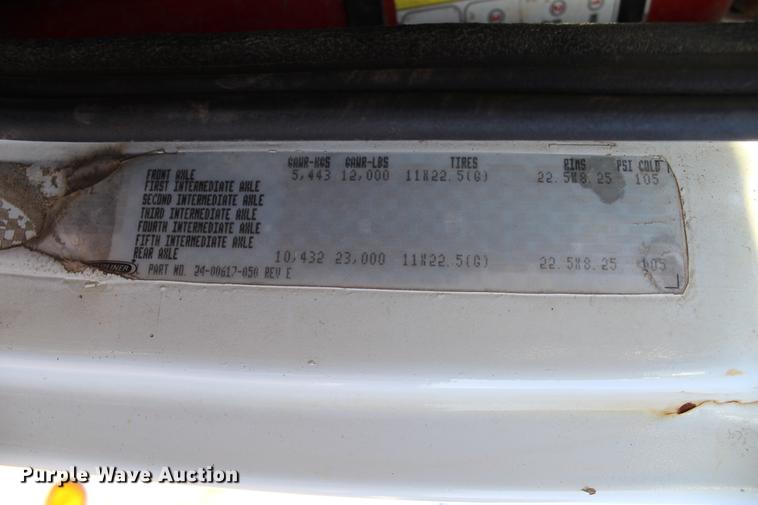 GAWR-KGS GAWR-LBS TIRES RIMS PSI COLD
FRONT AXLE 5,443 12,000 11X22.5(G) 22.5X8.25 105
FIRST INTERMEDIATE AXLE
SECOND INTERMEDIATE AXLE
THIRD INTERMEDIATE AXLE
FOURTH INTERMEDIATE AXLE
FIFTH INTERMEDIATE AXLE
REAR AXLE 10,432 23,000 11X22.5(G) 22.5X8.25 105
PART NO. 24-00617-050 REV E
Purple Wave Auction